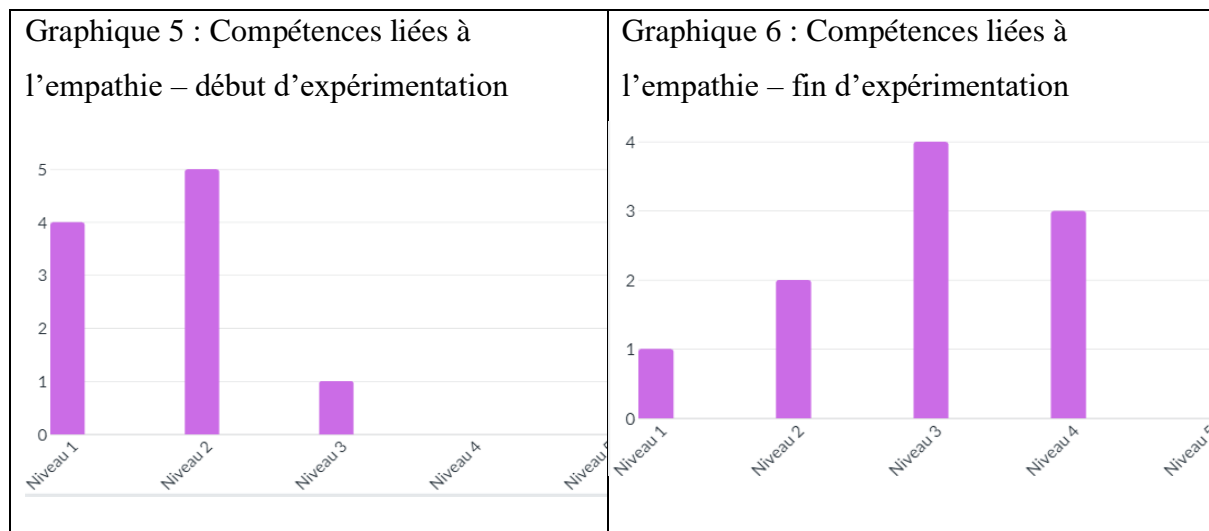 Graphique 5 : Compétences liées à
l’empathie – début d’expérimentation
5
4
3
2
1
0
Niveau 1
Niveau 2
Niveau 3
Niveau 4
Niveau
Graphique 6 : Compétences liées à
l’empathie – fin d’expérimentation
4
3
2
1
0
Niveau 1
Niveau 2
Niveau 3
Niveau 4
Niveau